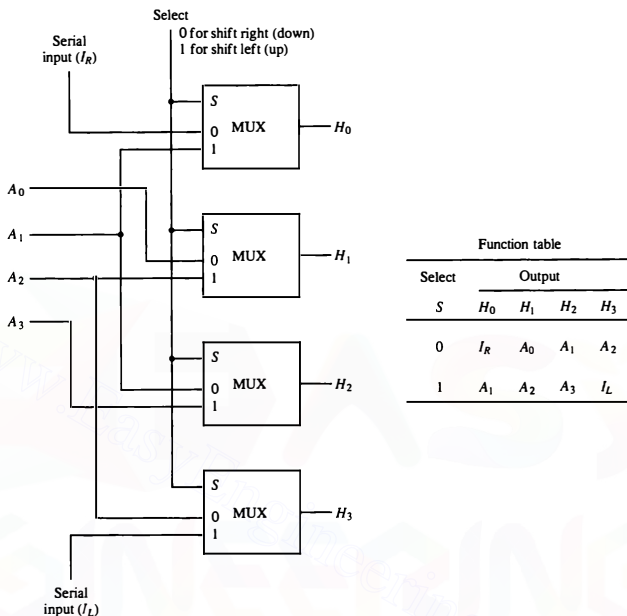 Select
0 for shift right (down)
1 for shift left (up)
Serial
input (I_R)
S
MUX
0
1
H_0
A_0
A_1
A_2
A_3
S
MUX
0
1
H_1
S
MUX
0
1
H_2
S
MUX
0
1
H_3
Serial
input (I_L)
Function table
Select Output
S H_0 H_1 H_2 H_3
0 I_R A_0 A_1 A_2
1 A_1 A_2 A_3 I_L